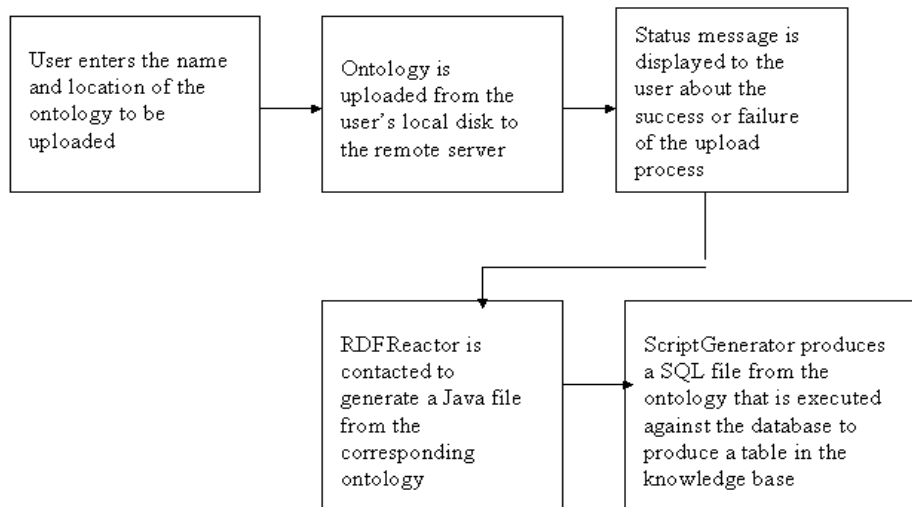 User enters the name
and location of the
ontology to be
uploaded
Ontology is
uploaded from the
user's local disk to
the remote server
Status message is
displayed to the
user about the
success or failure
of the upload
process
RDFReactor is
contacted to
generate a Java file
from the
corresponding
ontology
ScriptGenerator produces
a SQL file from the
ontology that is executed
against the database to
produce a table in the
knowledge base